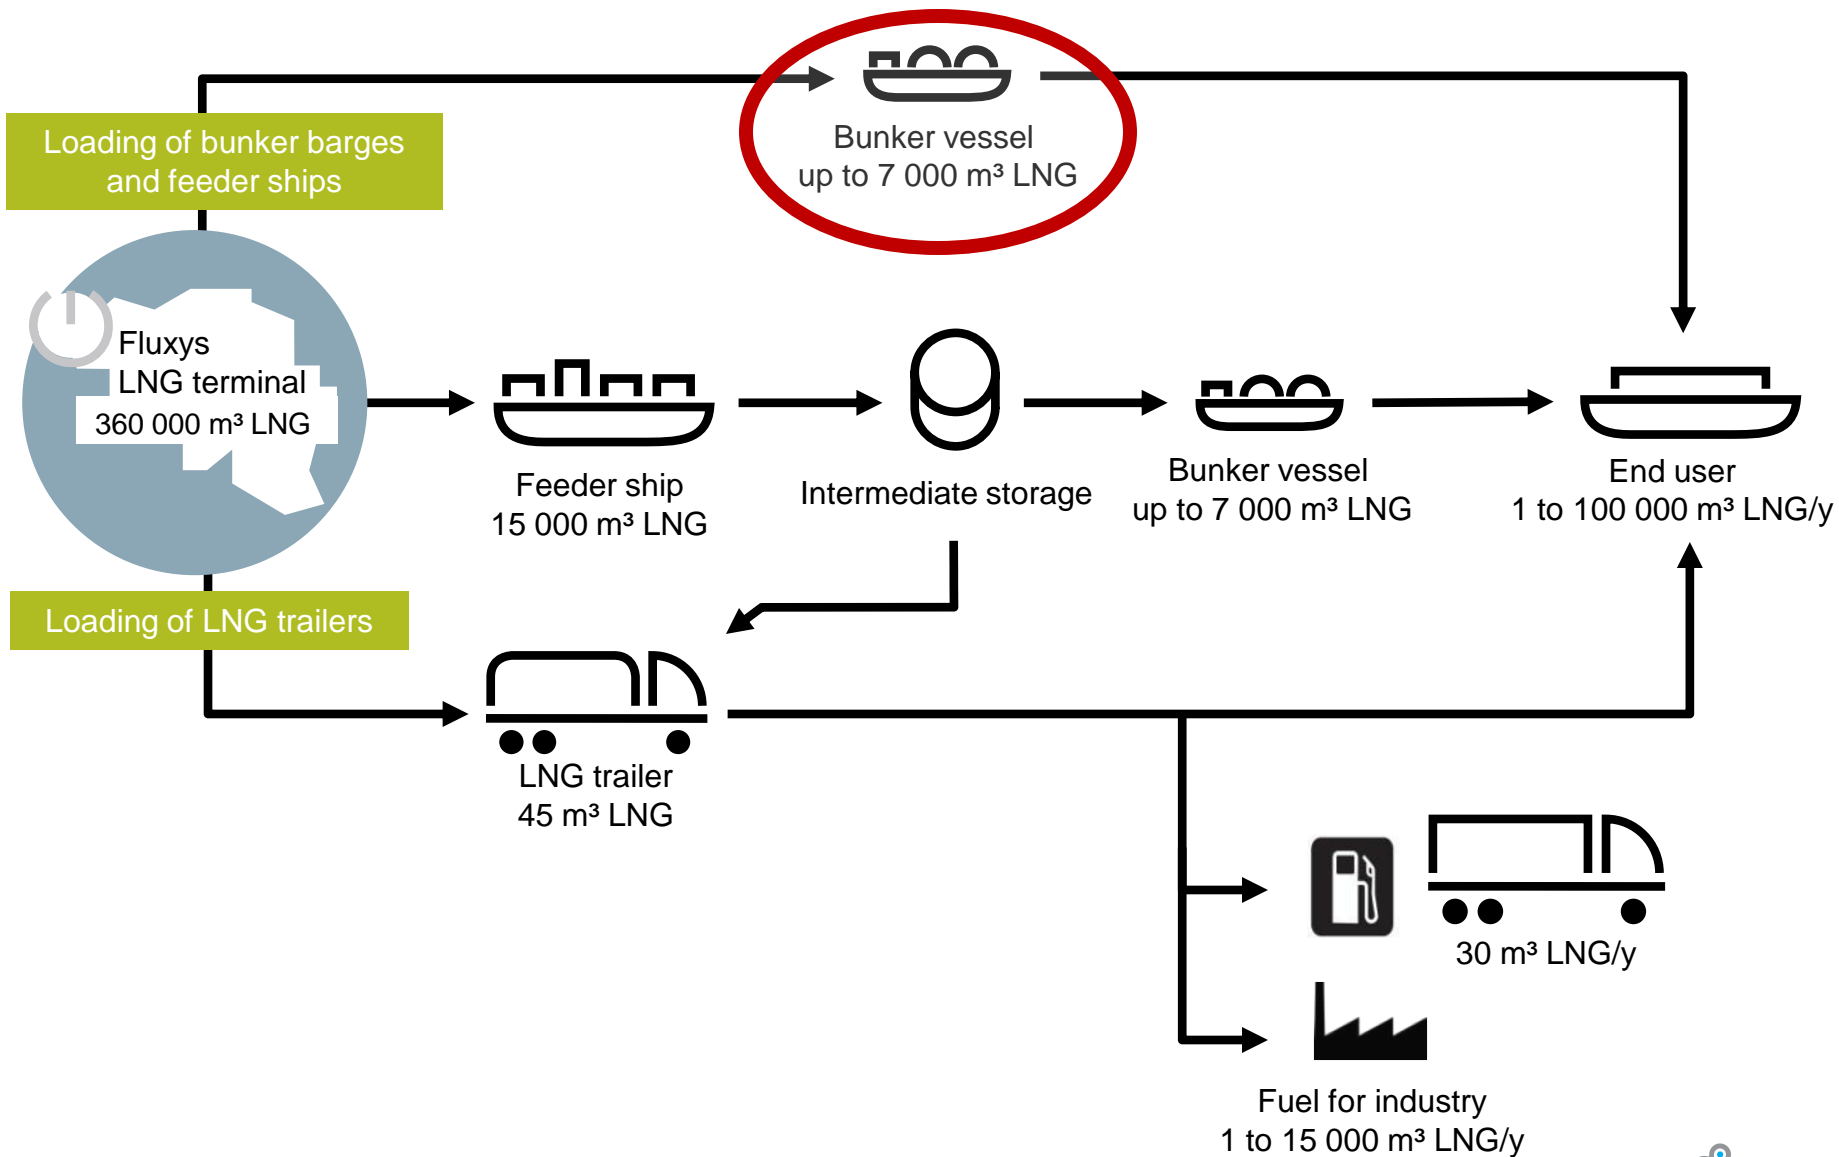 Loading of bunker barges
and feeder ships
Bunker vessel
up to 7 000 m³ LNG
Fluxys
LNG terminal
360 000 m³ LNG
Feeder ship
15 000 m³ LNG
Intermediate storage
Bunker vessel
up to 7 000 m³ LNG
End user
1 to 100 000 m³ LNG/y
Loading of LNG trailers
LNG trailer
45 m³ LNG
30 m³ LNG/y
Fuel for industry
1 to 15 000 m³ LNG/y